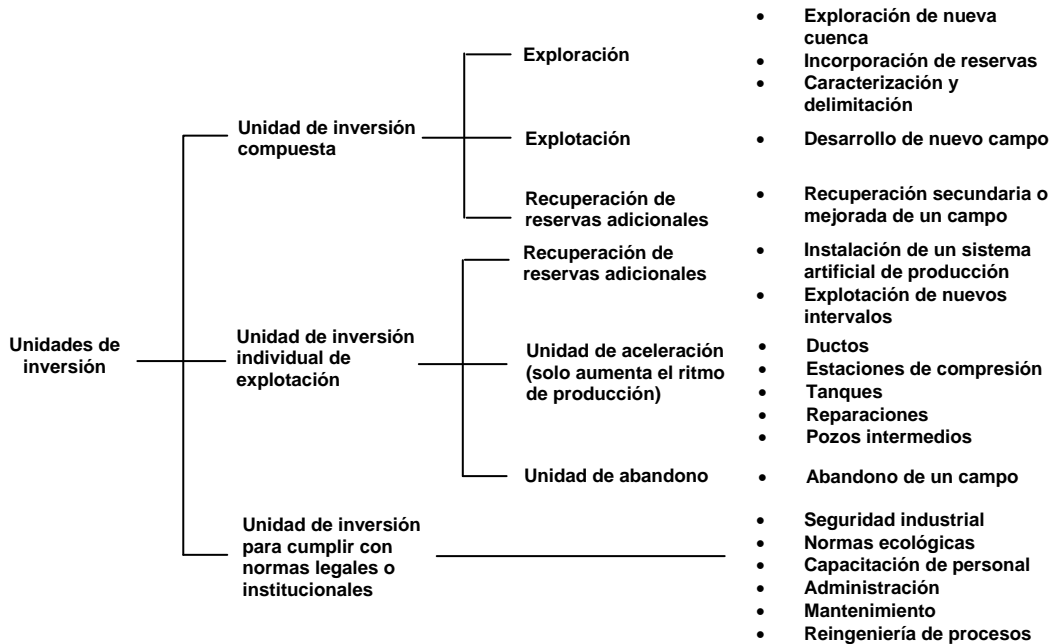 • Exploración de nueva
cuenca
• Incorporación de reservas
• Caracterización y
delimitación
Exploración
Unidad de inversión
compuesta
Explotación
• Desarrollo de nuevo campo
Recuperación de
reservas adicionales
• Recuperación secundaria o
mejorada de un campo
Recuperación de
reservas adicionales
• Instalación de un sistema
artificial de producción
• Explotación de nuevos
intervalos
Unidades de
inversión
Unidad de inversión
individual de
explotación
Unidad de aceleración
(solo aumenta el ritmo
de producción)
• Ductos
• Estaciones de compresión
• Tanques
• Reparaciones
• Pozos intermedios
Unidad de abandono
• Abandono de un campo
Unidad de inversión
para cumplir con
normas legales o
institucionales
• Seguridad industrial
• Normas ecológicas
• Capacitación de personal
• Administración
• Mantenimiento
• Reingeniería de procesos